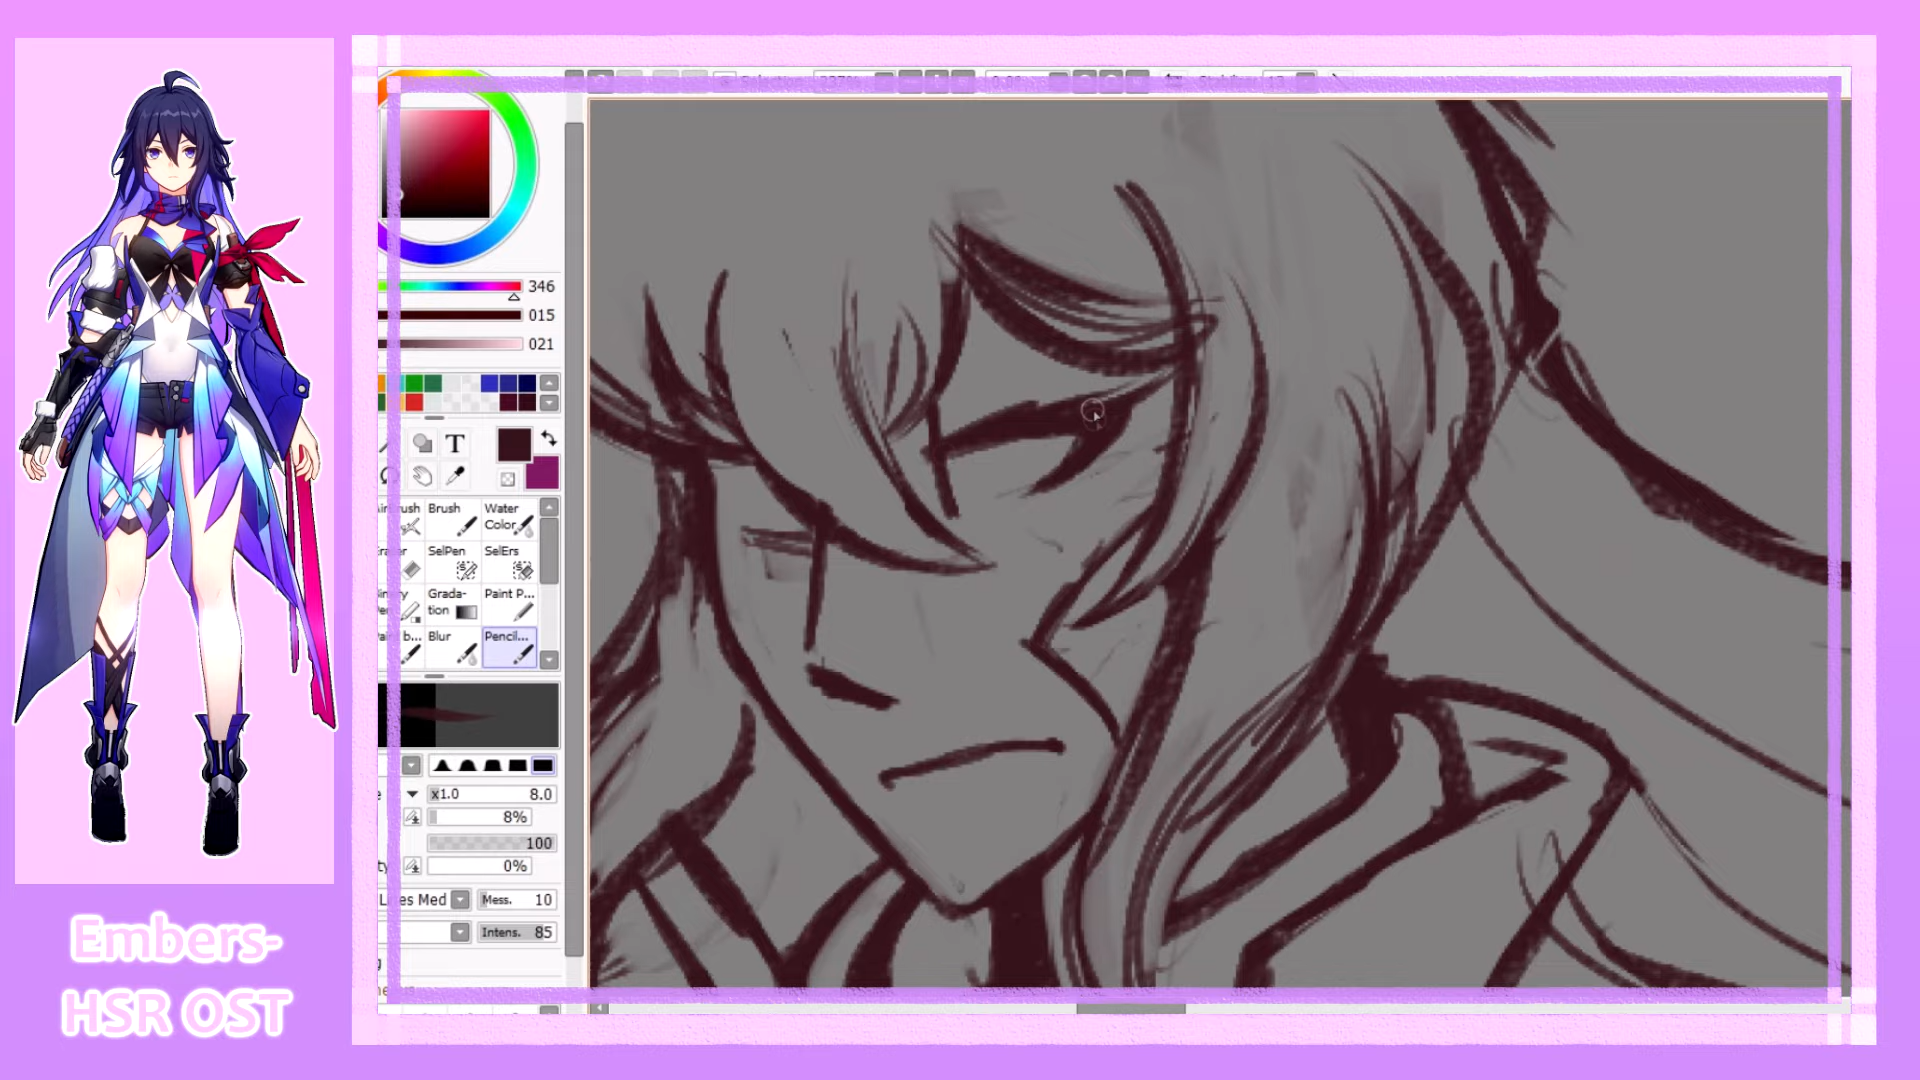 346
015
021
T
Brush
Water
Color
SelPen
SelErs
Grada-
tion
Paint P...
Blur
Pencil...
x1.0
8.0
8%
100
0%
Mess.
10
Intens.
85
Embers-
HSR OST